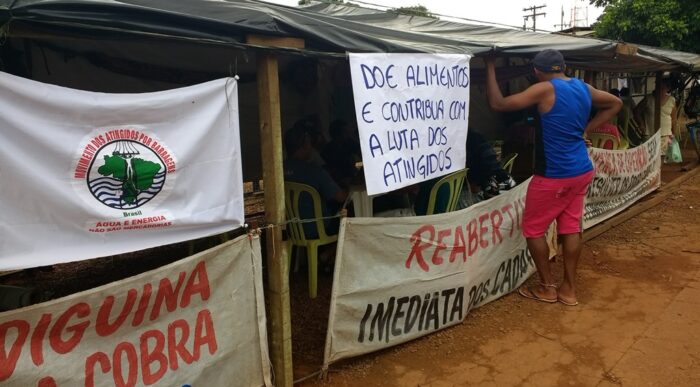 MOVIMENTO DOS ATINGIDOS POR BARRAGENS
Brasil
ÁGUA E ENERGIA
NÃO SÃO MERCADORIAS
DOE ALIMENTOS
E CONTRIBUA COM
A LUTA DOS
ATINGIDOS
DIGUINA
COBRA
REABERT
IMEDIATA DOS CADAS